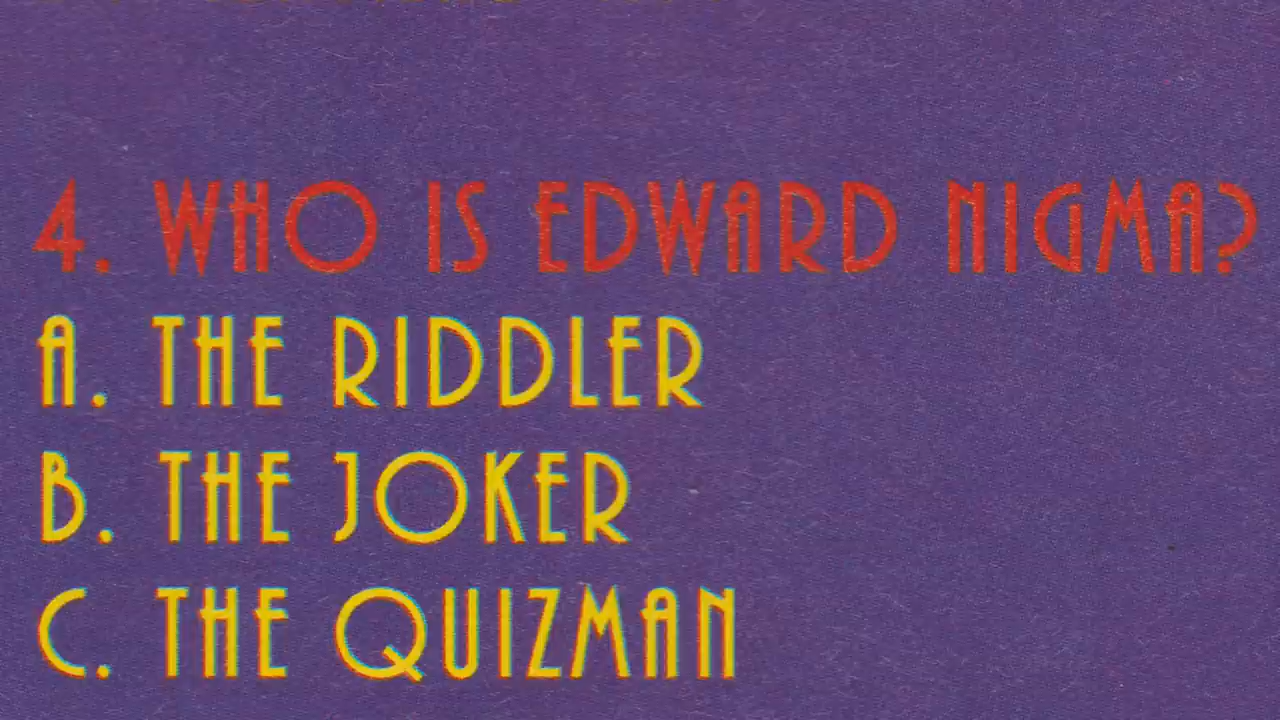 4. WHO IS EDWARD NIGMA?
A. THE RIDDLER
B. THE JOKER
C. THE QUIZMAN